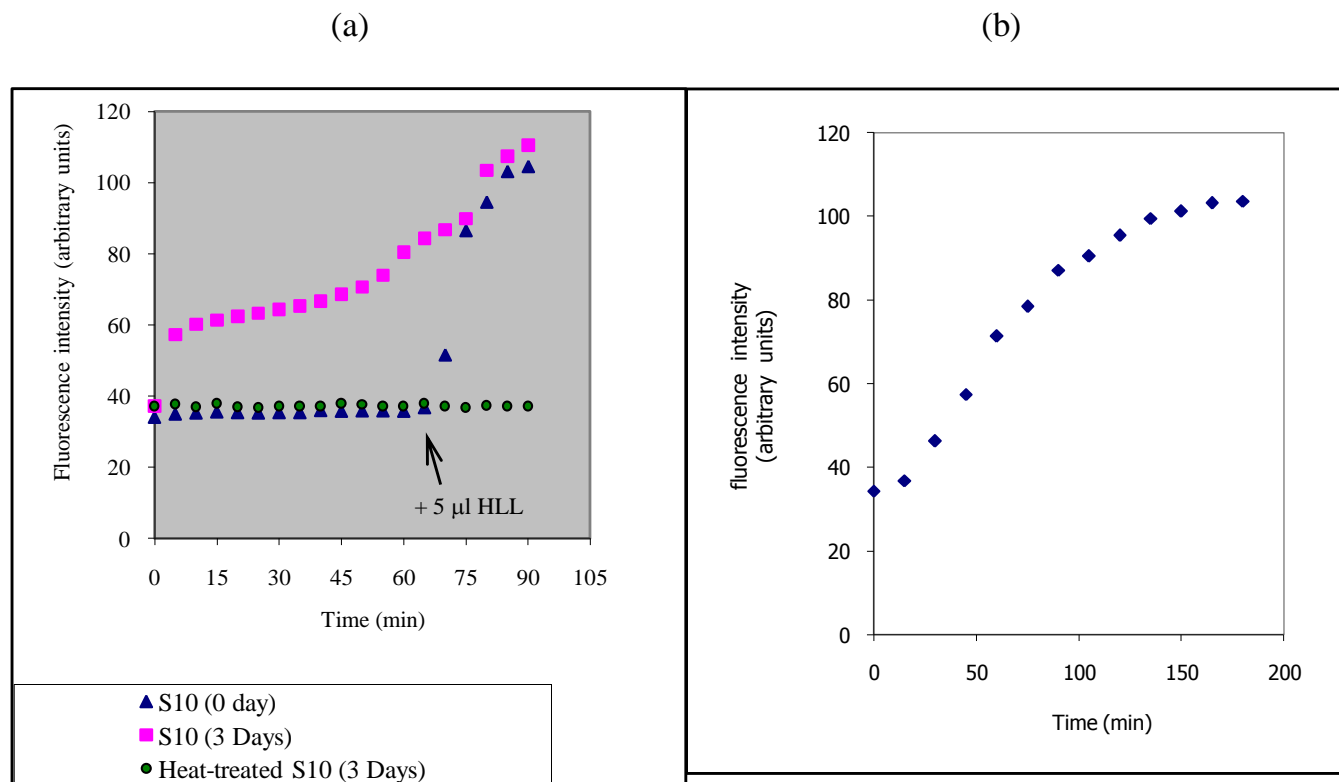 (a)
Fluorescence intensity (arbitrary units)
120
100
80
60
40
20
0
+ 5 µl HLL
0 15 30 45 60 75 90 105
Time (min)
S10 (0 day)
S10 (3 Days)
Heat-treated S10 (3 Days)
(b)
fluorescence intensity
(arbitrary units)
120
100
80
60
40
20
0
0 50 100 150 200
Time (min)